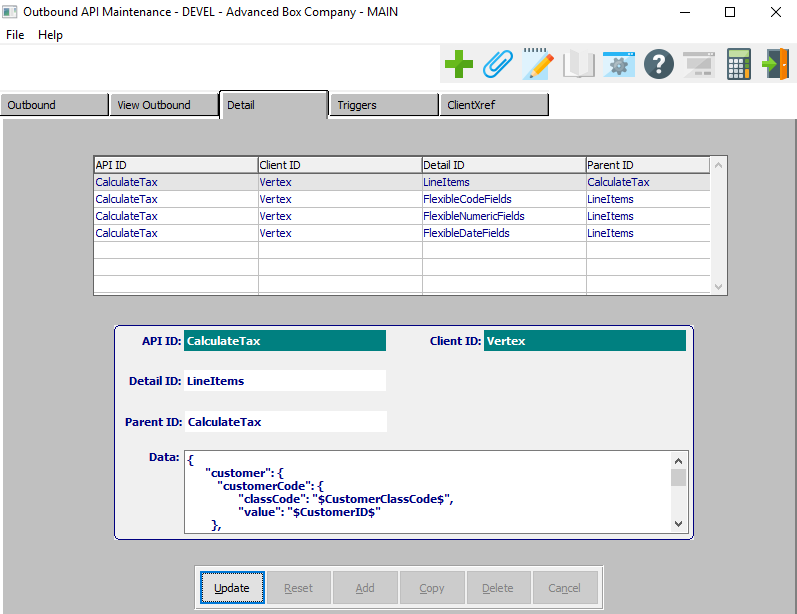 Outbound API Maintenance - DEVEL - Advanced Box Company - MAIN
File Help
?
Outbound View Outbound Detail Triggers ClientXref
API ID Client ID Detail ID Parent ID
CalculateTax Vertex LineItems CalculateTax
CalculateTax Vertex FlexibleCodeFields LineItems
CalculateTax Vertex FlexibleNumericFields LineItems
CalculateTax Vertex FlexibleDateFields LineItems
API ID: CalculateTax Client ID: Vertex
Detail ID: LineItems
Parent ID: CalculateTax
Data: {
"customer": {
"customerCode": {
"classCode": "$CustomerClassCode$",
"value": "$CustomerID$"
},
Update Reset Add Copy Delete Cancel